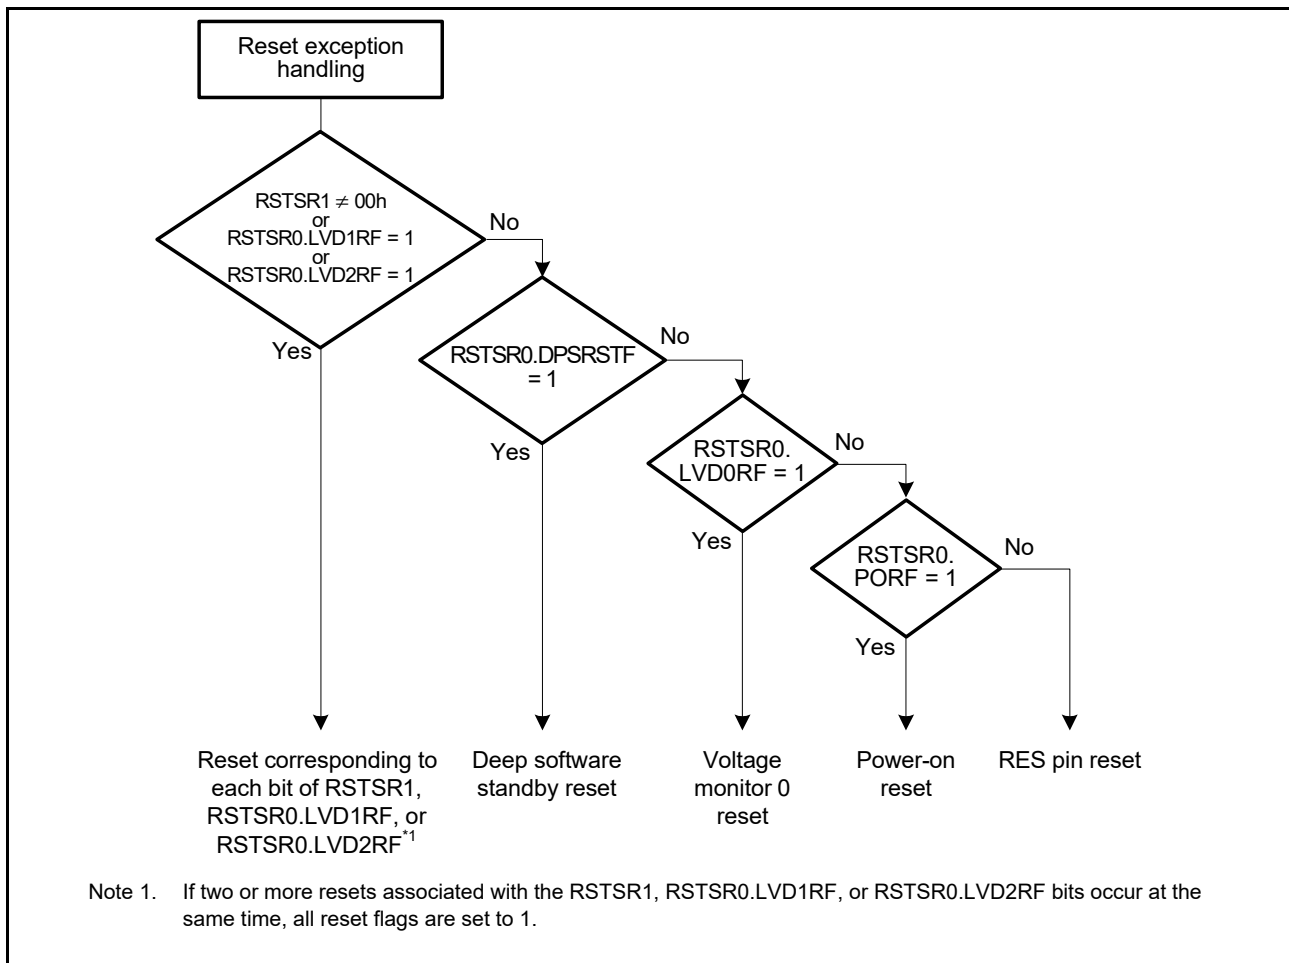 Reset exception
handling
RSTSR1 ≠ 00h
or
RSTSR0.LVD1RF = 1
or
RSTSR0.LVD2RF = 1
No
Yes
RSTSR0.DPSRSTF
= 1
No
Yes
RSTSR0.
LVD0RF = 1
No
Yes
RSTSR0.
PORF = 1
No
Yes
Reset corresponding to
each bit of RSTSR1,
RSTSR0.LVD1RF, or
RSTSR0.LVD2RF*1
Deep software
standby reset
Voltage
monitor 0
reset
Power-on
reset
RES pin reset
Note 1. If two or more resets associated with the RSTSR1, RSTSR0.LVD1RF, or RSTSR0.LVD2RF bits occur at the
same time, all reset flags are set to 1.